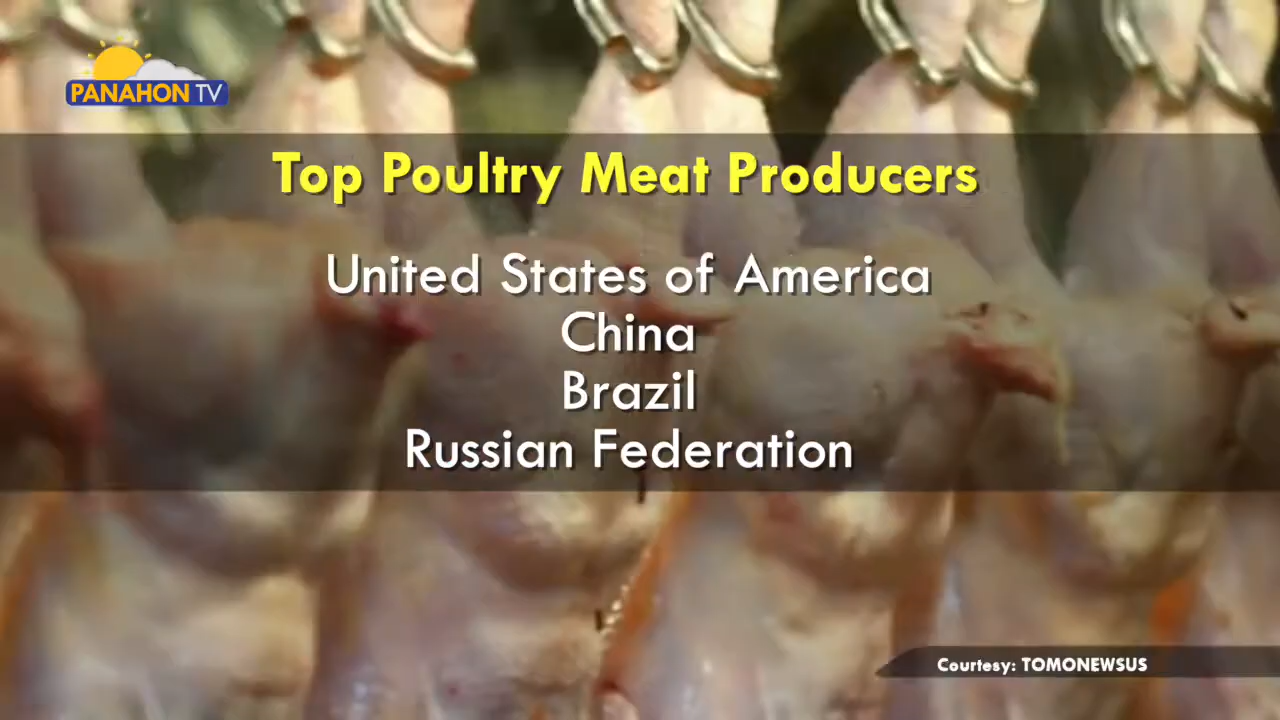 PANAHON TV
Top Poultry Meat Producers
United States of America
China
Brazil
Russian Federation
Courtesy: TOMONEWSUS